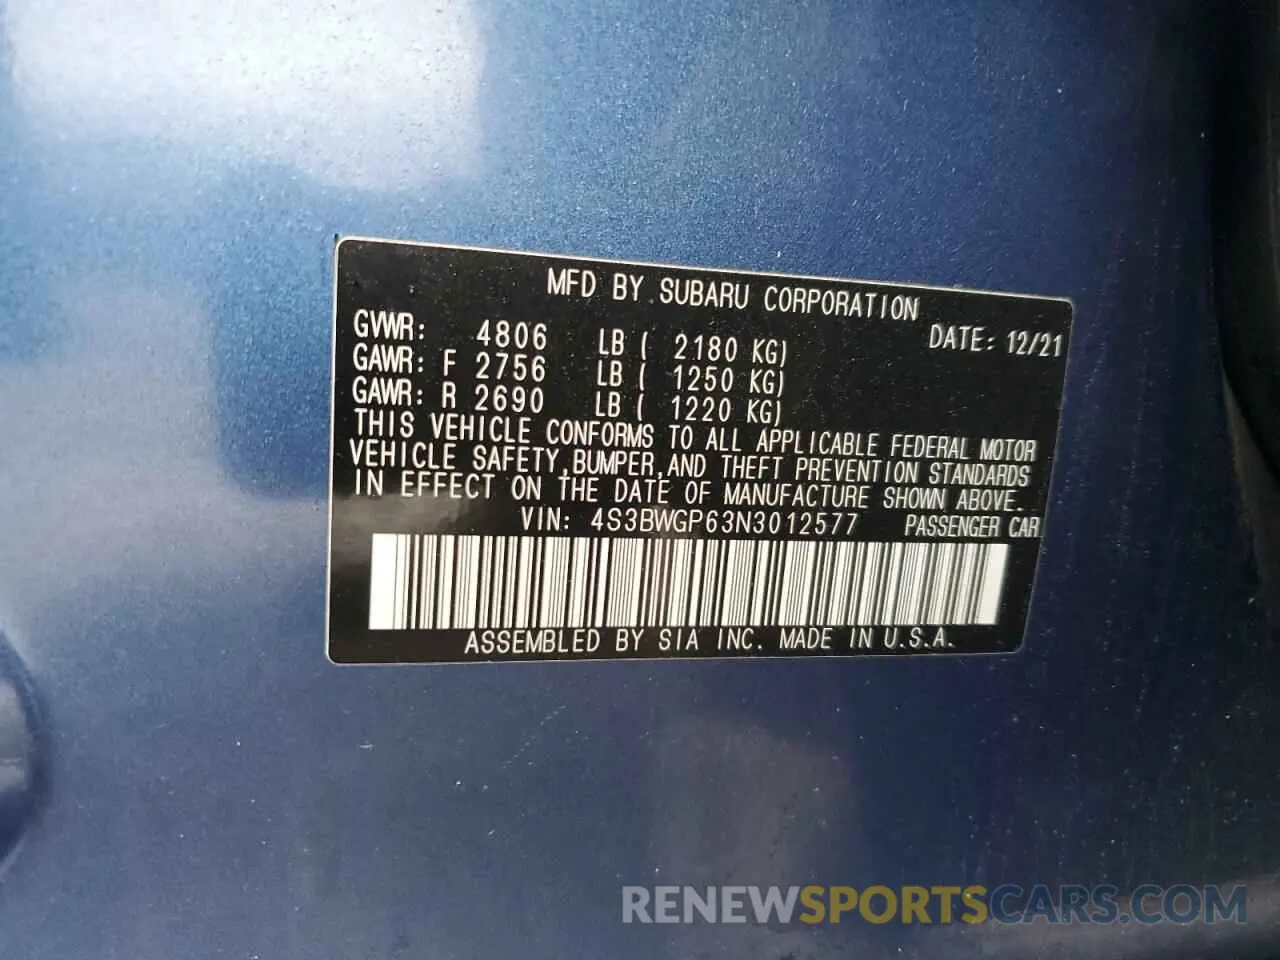 MFD BY SUBARU CORPORATION
DATE: 12/21
GVWR: 4806 LB ( 2180 KG)
GAWR: F 2756 LB ( 1250 KG)
GAWR: R 2690 LB ( 1220 KG)
THIS VEHICLE CONFORMS TO ALL APPLICABLE FEDERAL MOTOR
VEHICLE SAFETY,BUMPER,AND THEFT PREVENTION STANDARDS
IN EFFECT ON THE DATE OF MANUFACTURE SHOWN ABOVE.
VIN: 4S3BWGP63N3012577 PASSENGER CAR
ASSEMBLED BY SIA INC. MADE IN U.S.A.
RENEWSPORTSCARS.COM